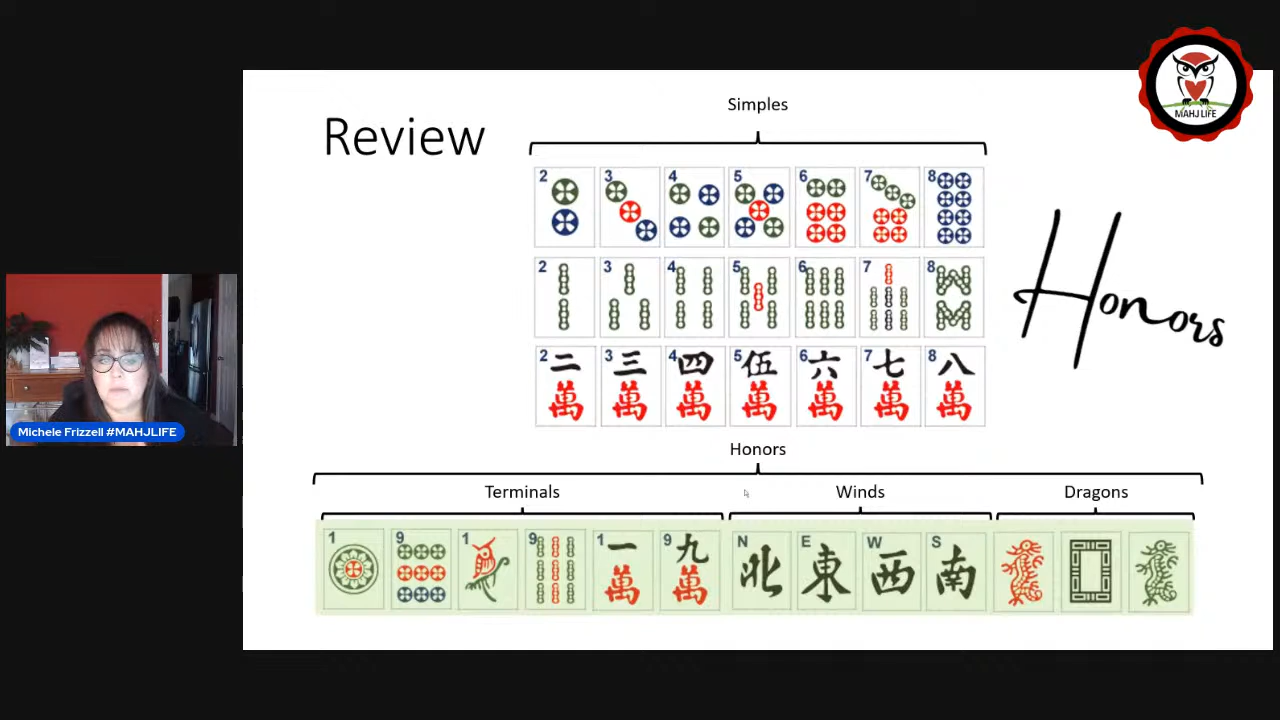 MAHJ LIFE
Simples
Review
2 3 4 5 6 7 8
2 3 4 5 6 7 8
2 二萬 3 三萬 4 四萬 5 伍萬 6 六萬 7 七萬 8 八萬
Honors
Michele Frizzell #MAHJLIFE
Honors
Terminals Winds Dragons
1 9 1 9 1 一萬 9 九萬 N 北 E 東 W 西 S 南